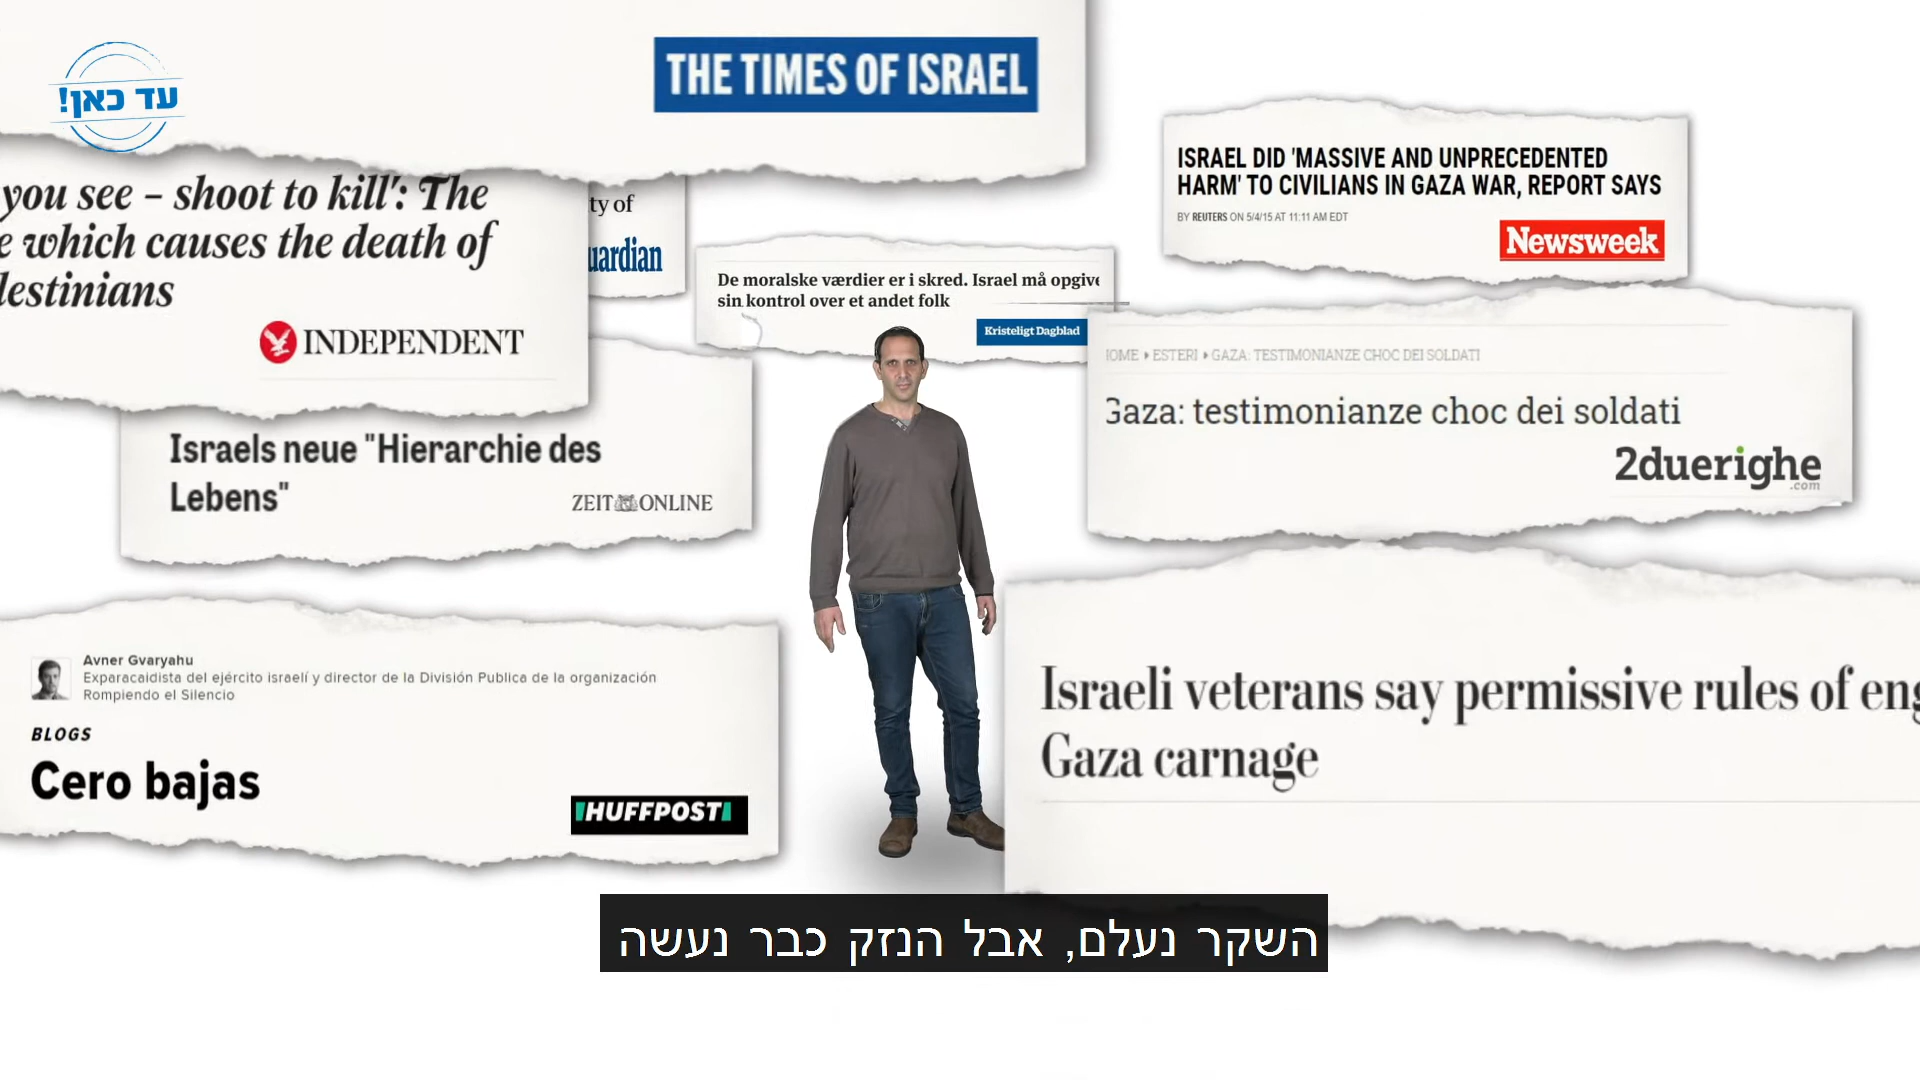 עד כאן!
THE TIMES OF ISRAEL
you see – shoot to kill': The
which causes the death of
INDEPENDENT
ty of
uardian
De moralske værdier er i skred. Israel må opgive
sin kontrol over et andet folk
Kristeligt Dagblad
ISRAEL DID 'MASSIVE AND UNPRECEDENTED
HARM' TO CIVILIANS IN GAZA WAR, REPORT SAYS
BY REUTERS ON 5/4/15 AT 11:11 AM EDT
Newsweek
Israels neue "Hierarchie des
Lebens"
ZEIT ONLINE
ESTERI GAZA: TESTIMONIANZE CHOC DEI SOLDATI
Gaza: testimonianze choc dei soldati
2duerighe
.com
Avner Gvaryahu
Exparacaidista del ejército israelí y director de la División Publica de la organización
Rompiendo el Silencio
BLOGS
Cero bajas
HUFFPOST
Israeli veterans say permissive rules of eng
Gaza carnage
השקר נעלם, אבל הנזק כבר נעשה